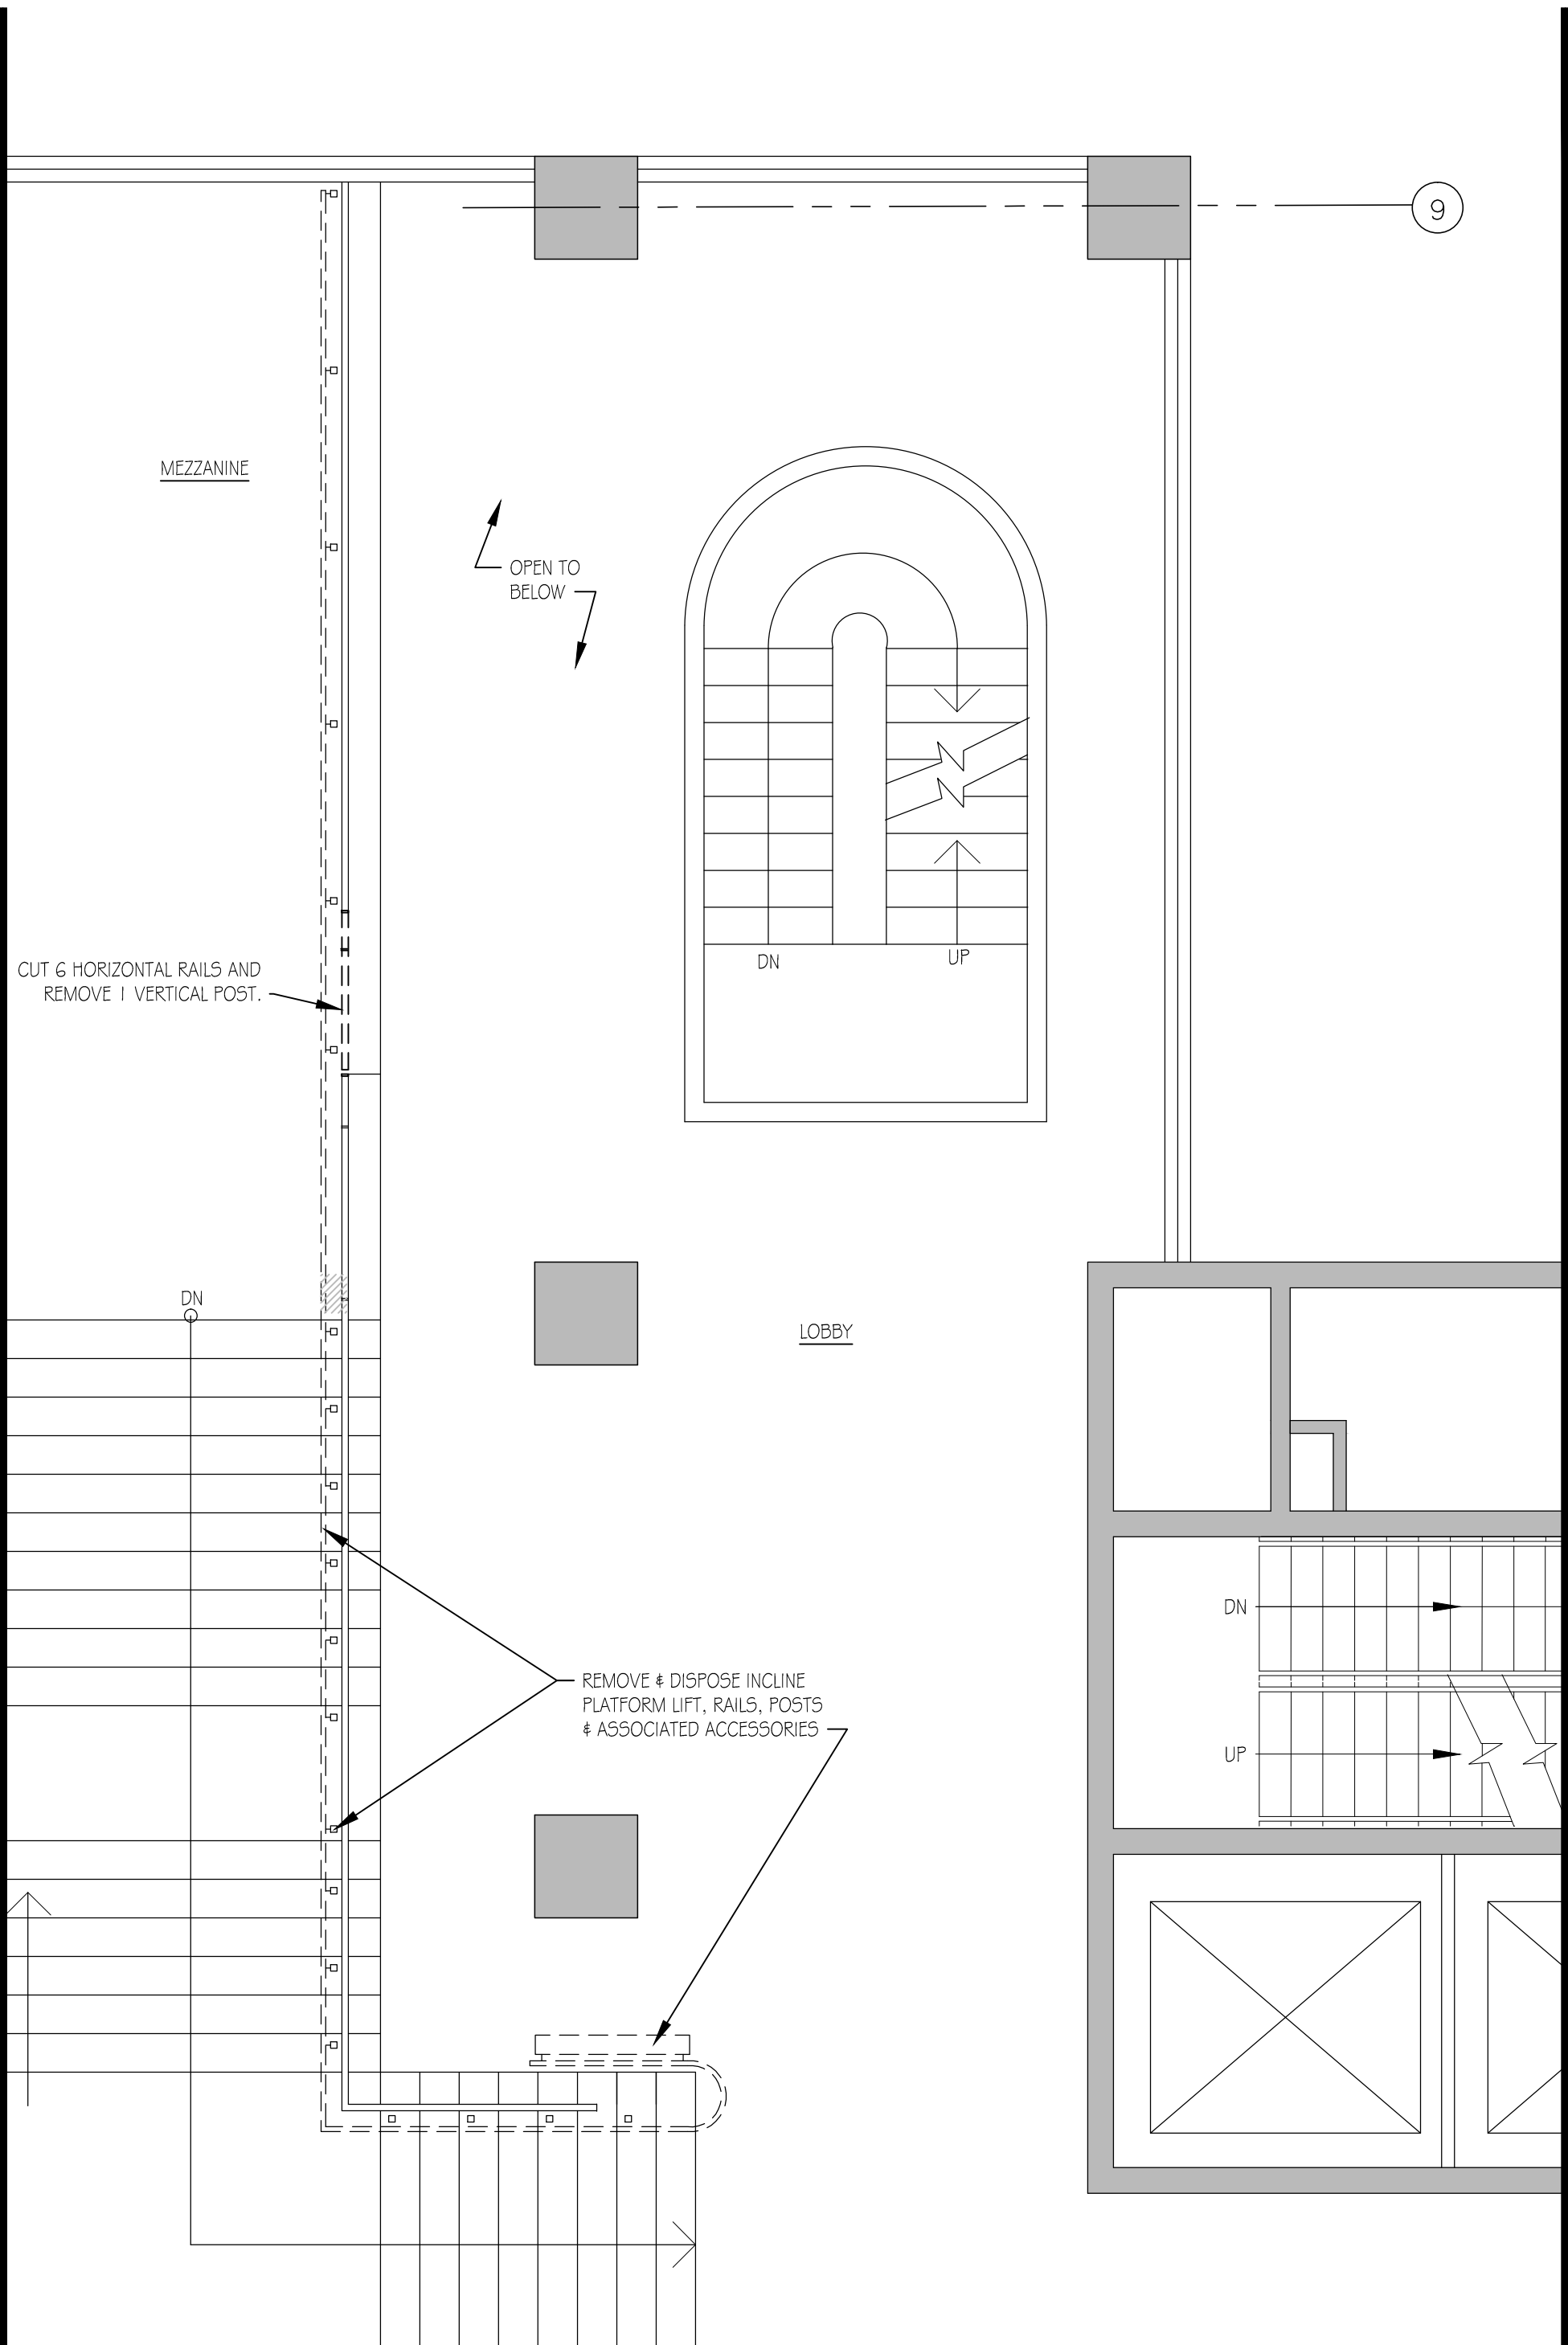 9
MEZZANINE
OPEN TO
BELOW
DN
UP
CUT 6 HORIZONTAL RAILS AND
REMOVE 1 VERTICAL POST.
DN
LOBBY
DN
REMOVE & DISPOSE INCLINE
PLATFORM LIFT, RAILS, POSTS
& ASSOCIATED ACCESSORIES
UP